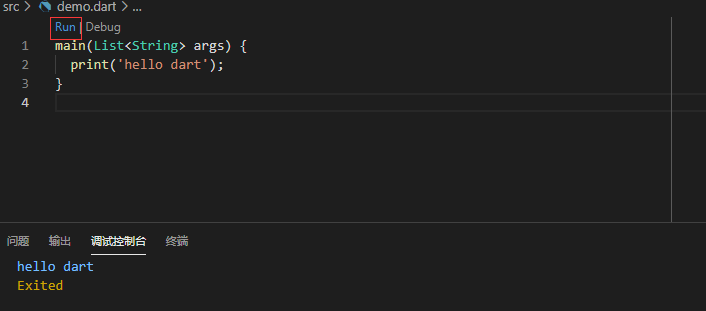 src > demo.dart > ...
Run | Debug
1 main(List<String> args) {
2 print('hello dart');
3 }
4
问题 输出 调试控制台 终端
hello dart
Exited